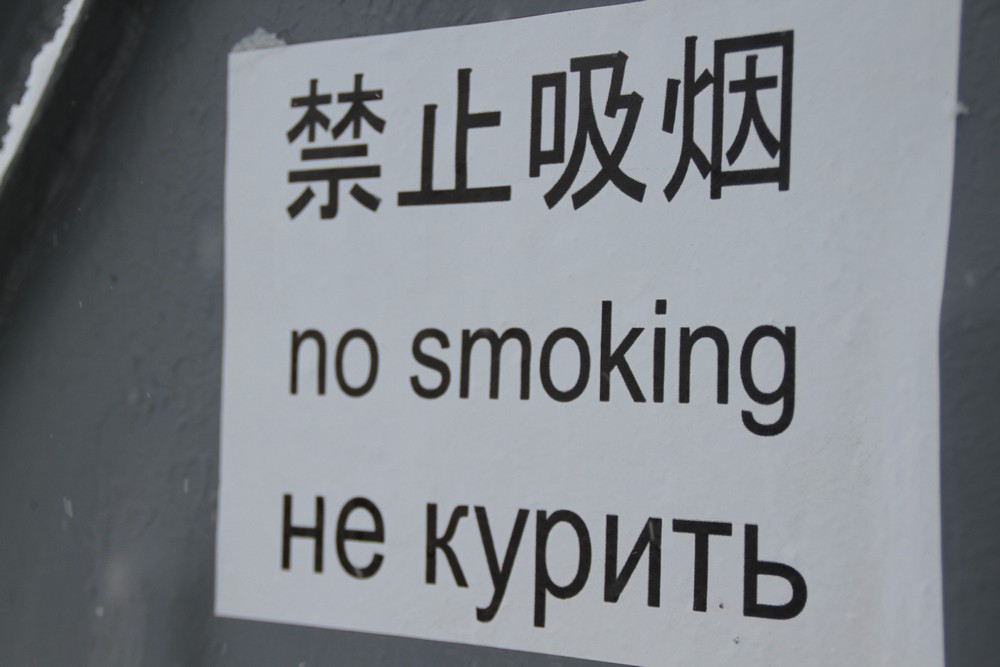 禁止吸烟
no smoking
не курить